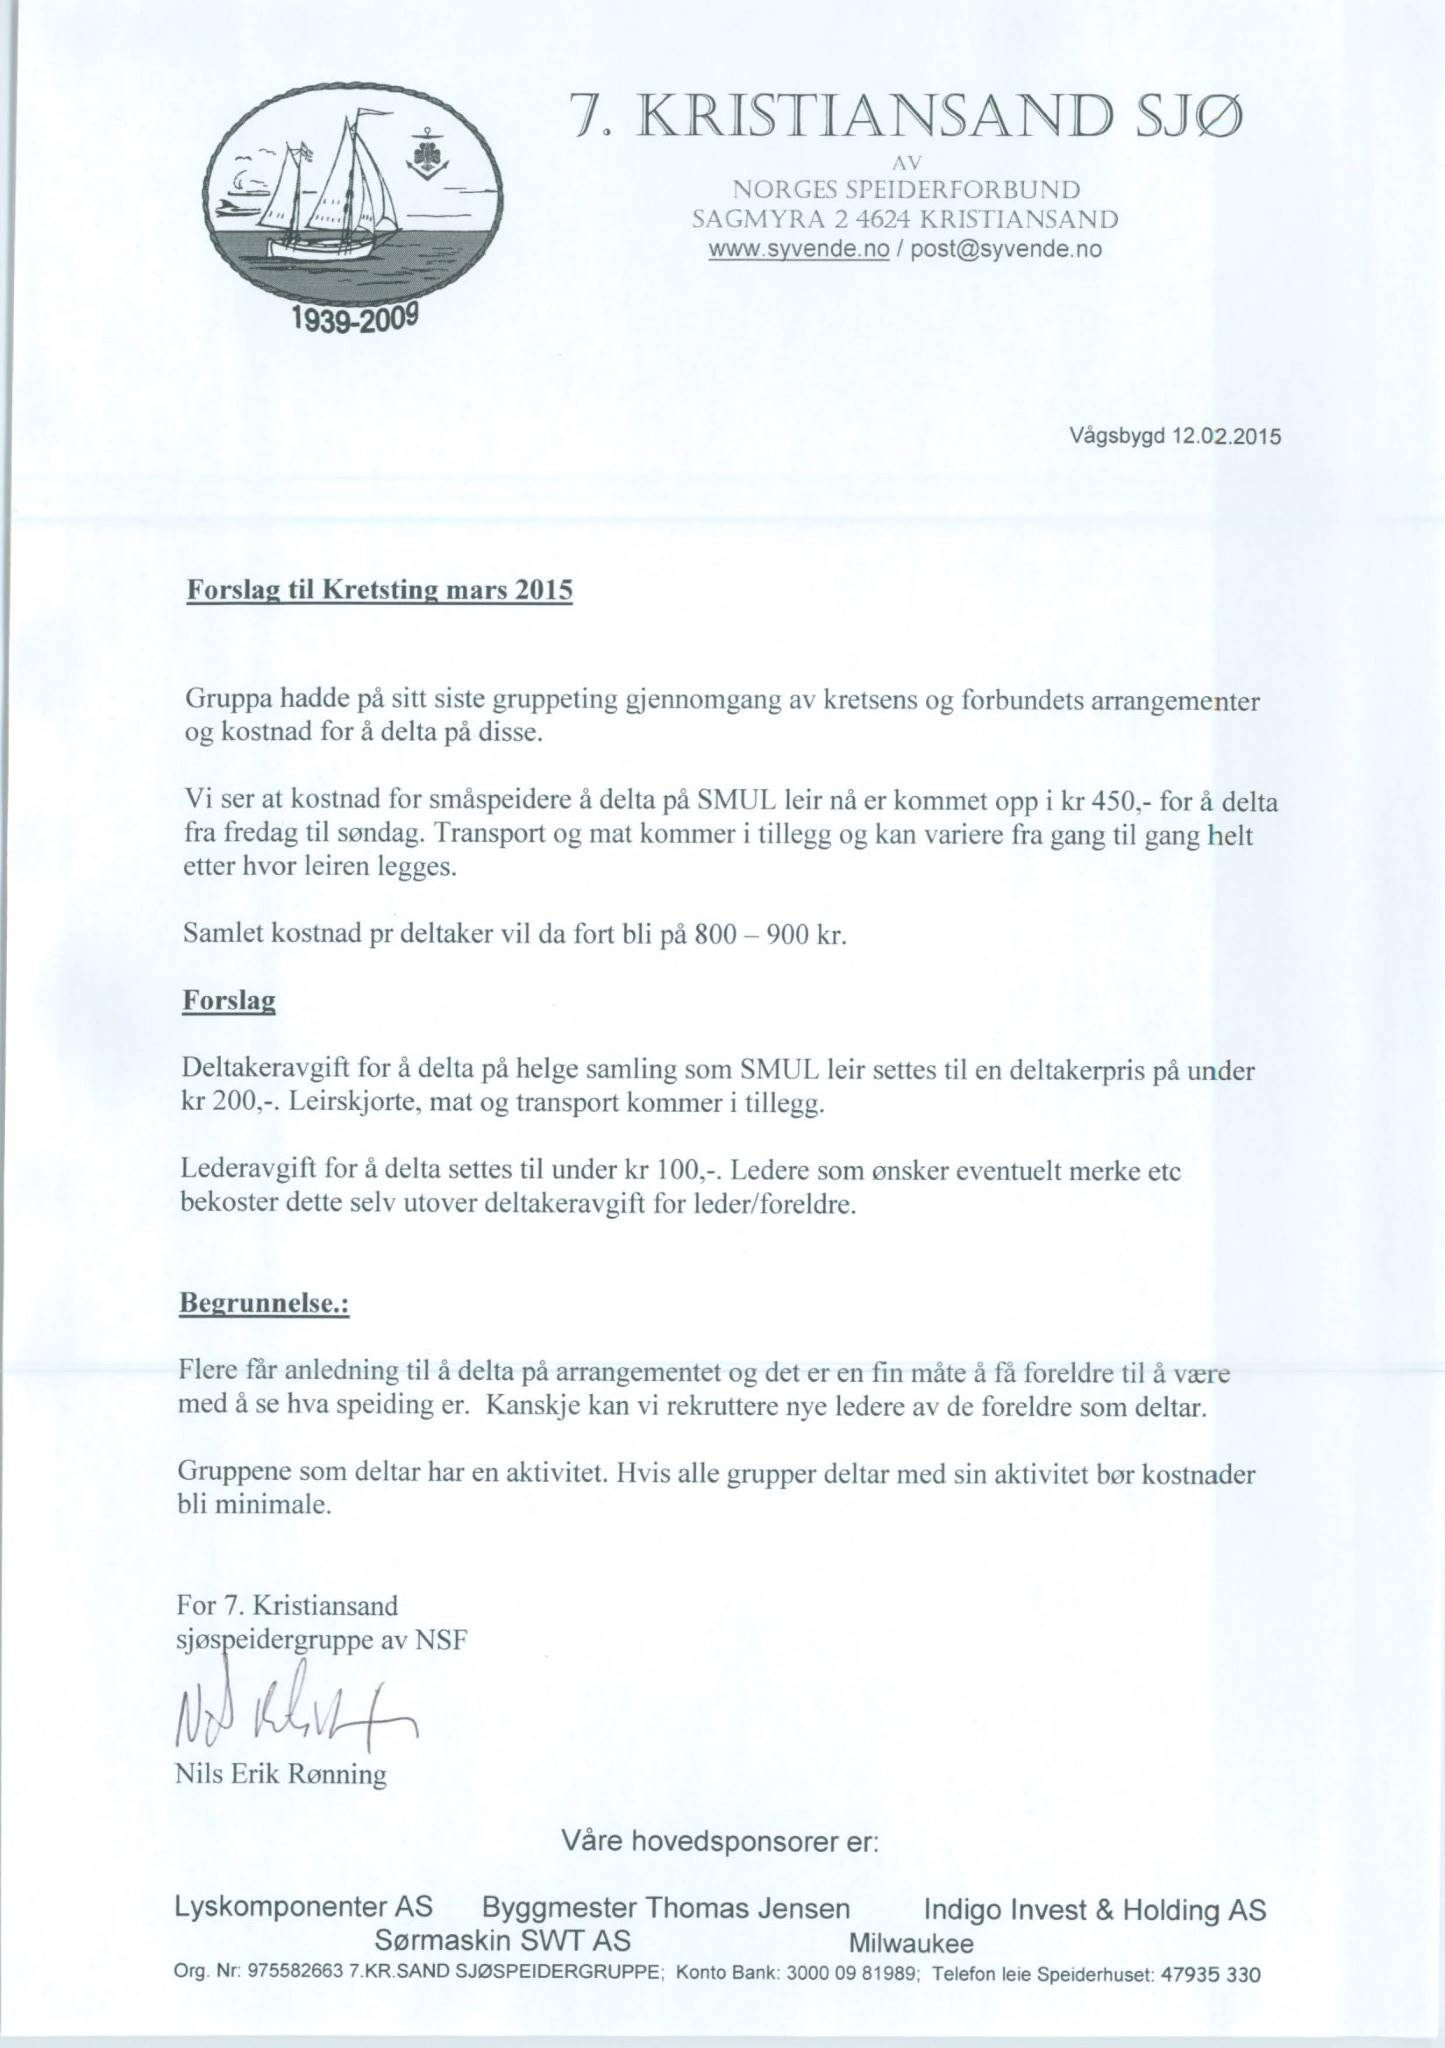 7. KRISTIANSAND SJØ
AV
NORGES SPEIDERFORBUND
SAGMYRA 2 4624 KRISTIANSAND
www.syvende.no / post@syvende.no
1939-2009
Vågsbygd 12.02.2015
Forslag til Kretsting mars 2015
Gruppa hadde på sitt siste gruppeting gjennomgang av kretsens og forbundets arrangementer
og kostnad for å delta på disse.
Vi ser at kostnad for småspeidere å delta på SMUL leir nå er kommet opp i kr 450,- for å delta
fra fredag til søndag. Transport og mat kommer i tillegg og kan variere fra gang til gang helt
etter hvor leiren legges.
Samlet kostnad pr deltaker vil da fort bli på 800 – 900 kr.
Forslag
Deltakeravgift for å delta på helge samling som SMUL leir settes til en deltakerpris på under
kr 200,-. Leirskjorte, mat og transport kommer i tillegg.
Lederavgift for å delta settes til under kr 100,-. Ledere som ønsker eventuelt merke etc
bekoster dette selv utover deltakeravgift for leder/foreldre.
Begrunnelse.:
Flere får anledning til å delta på arrangementet og det er en fin måte å få foreldre til å være
med å se hva speiding er. Kanskje kan vi rekruttere nye ledere av de foreldre som deltar.
Gruppene som deltar har en aktivitet. Hvis alle grupper deltar med sin aktivitet bør kostnader
bli minimale.
For 7. Kristiansand
sjøspeidergruppe av NSF
Nils Erik Rønning
Våre hovedsponsorer er:
Lyskomponenter AS Byggmester Thomas Jensen Indigo Invest & Holding AS
Sørmaskin SWT AS Milwaukee
Org. Nr: 975582663 7.KR.SAND SJØSPEIDERGRUPPE; Konto Bank: 3000 09 81989; Telefon leie Speiderhuset: 47935 330